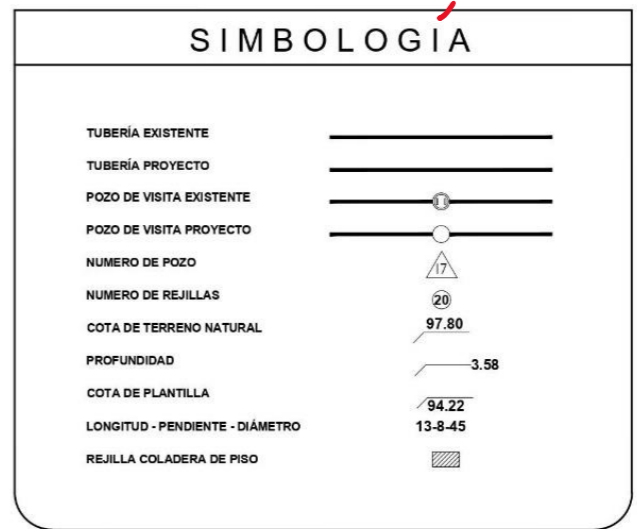 SIMBOLOGÍA
TUBERÍA EXISTENTE
TUBERÍA PROYECTO
POZO DE VISITA EXISTENTE
POZO DE VISITA PROYECTO
NUMERO DE POZO 17
NUMERO DE REJILLAS 20
COTA DE TERRENO NATURAL 97.80
PROFUNDIDAD 3.58
COTA DE PLANTILLA 94.22
LONGITUD - PENDIENTE - DIÁMETRO 13-8-45
REJILLA COLADERA DE PISO